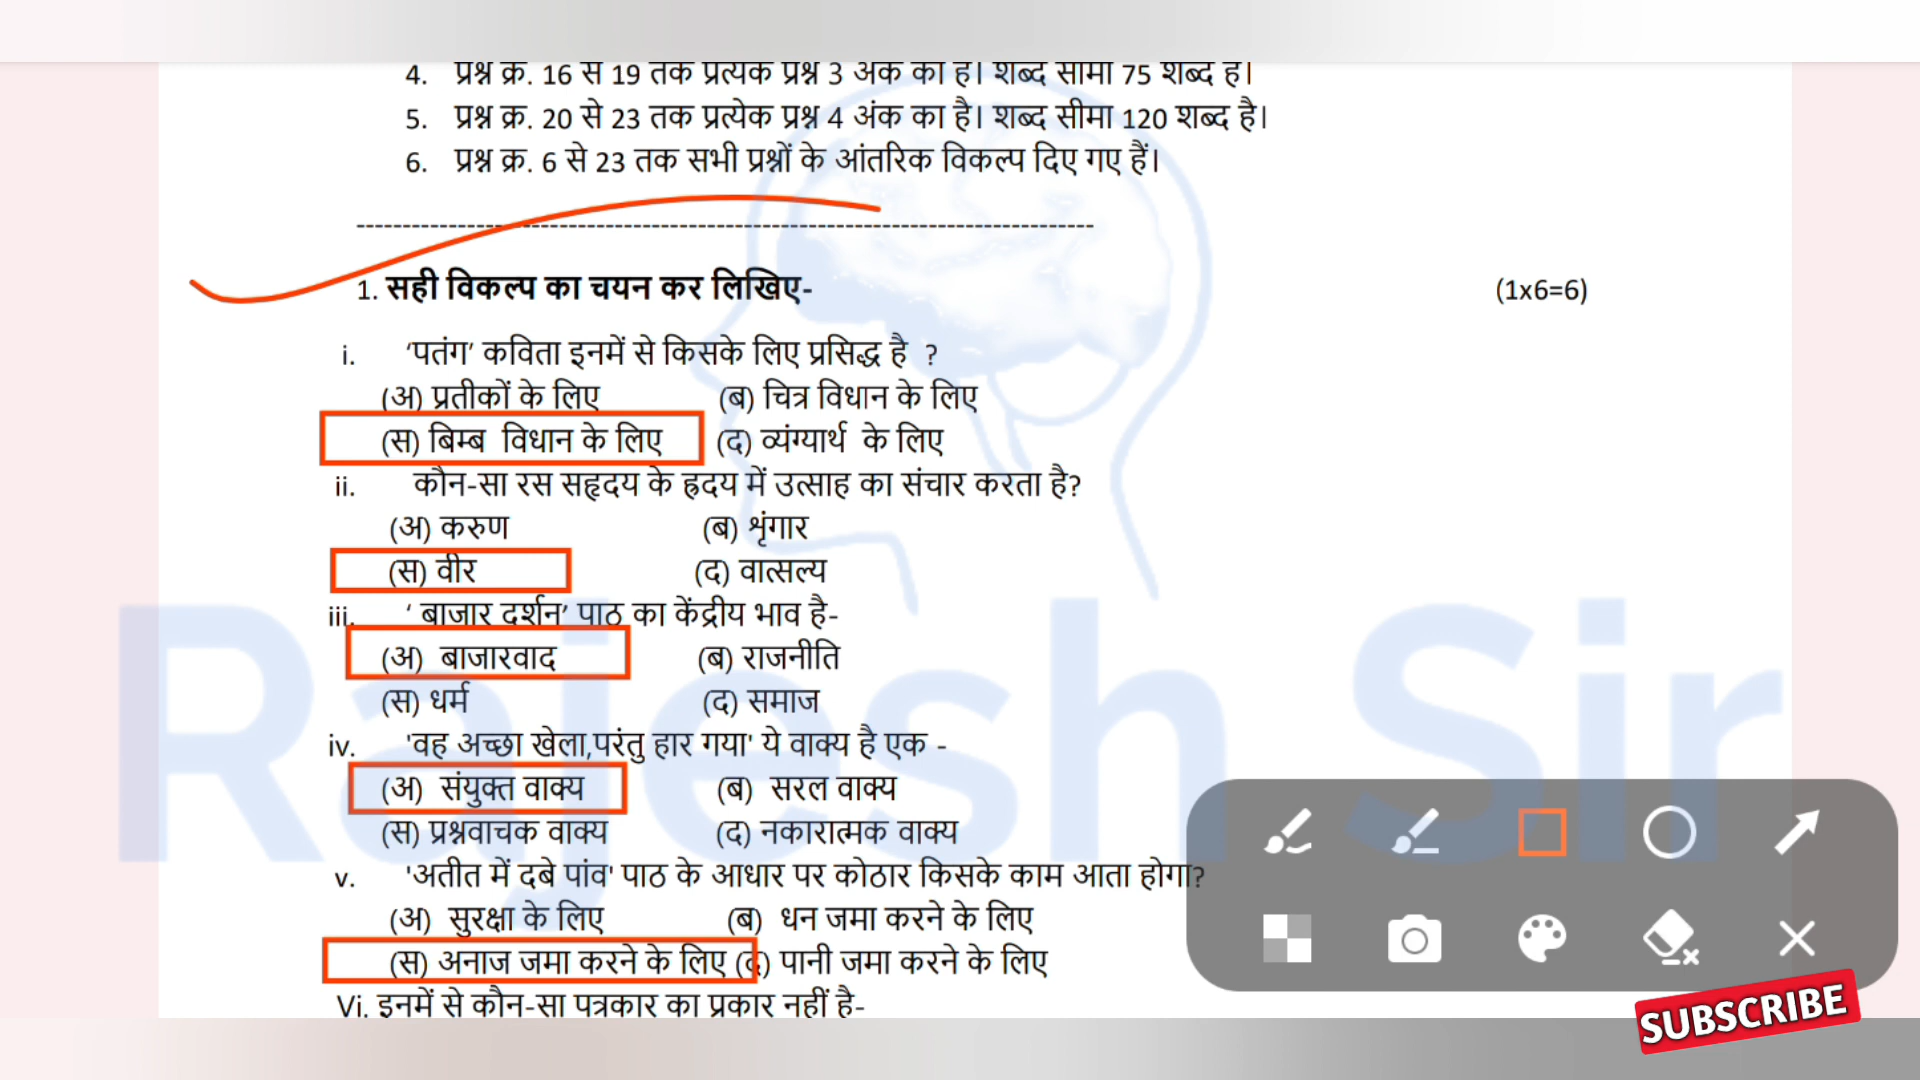 4. प्रश्न क्र. 16 से 19 तक प्रत्येक प्रश्न 3 अंक का है। शब्द सीमा 75 शब्द है।
5. प्रश्न क्र. 20 से 23 तक प्रत्येक प्रश्न 4 अंक का है। शब्द सीमा 120 शब्द है।
6. प्रश्न क्र. 6 से 23 तक सभी प्रश्नों के आंतरिक विकल्प दिए गए हैं।
1. सही विकल्प का चयन कर लिखिए- (1x6=6)
i. ‘पतंग’ कविता इनमें से किसके लिए प्रसिद्ध है ?
(अ) प्रतीकों के लिए (ब) चित्र विधान के लिए
(स) बिम्ब विधान के लिए (द) व्यंग्यार्थ के लिए
ii. कौन-सा रस सहृदय के ह्रदय में उत्साह का संचार करता है?
(अ) करुण (ब) शृंगार
(स) वीर (द) वात्सल्य
iii. ‘ बाजार दर्शन’ पाठ का केंद्रीय भाव है-
(अ) बाजारवाद (ब) राजनीति
(स) धर्म (द) समाज
iv. 'वह अच्छा खेला,परंतु हार गया' ये वाक्य है एक -
(अ) संयुक्त वाक्य (ब) सरल वाक्य
(स) प्रश्नवाचक वाक्य (द) नकारात्मक वाक्य
v. 'अतीत में दबे पांव' पाठ के आधार पर कोठार किसके काम आता होगा?
(अ) सुरक्षा के लिए (ब) धन जमा करने के लिए
(स) अनाज जमा करने के लिए (द) पानी जमा करने के लिए
Vi. इनमें से कौन-सा पत्रकार का प्रकार नहीं है-
Rajesh Sir
SUBSCRIBE